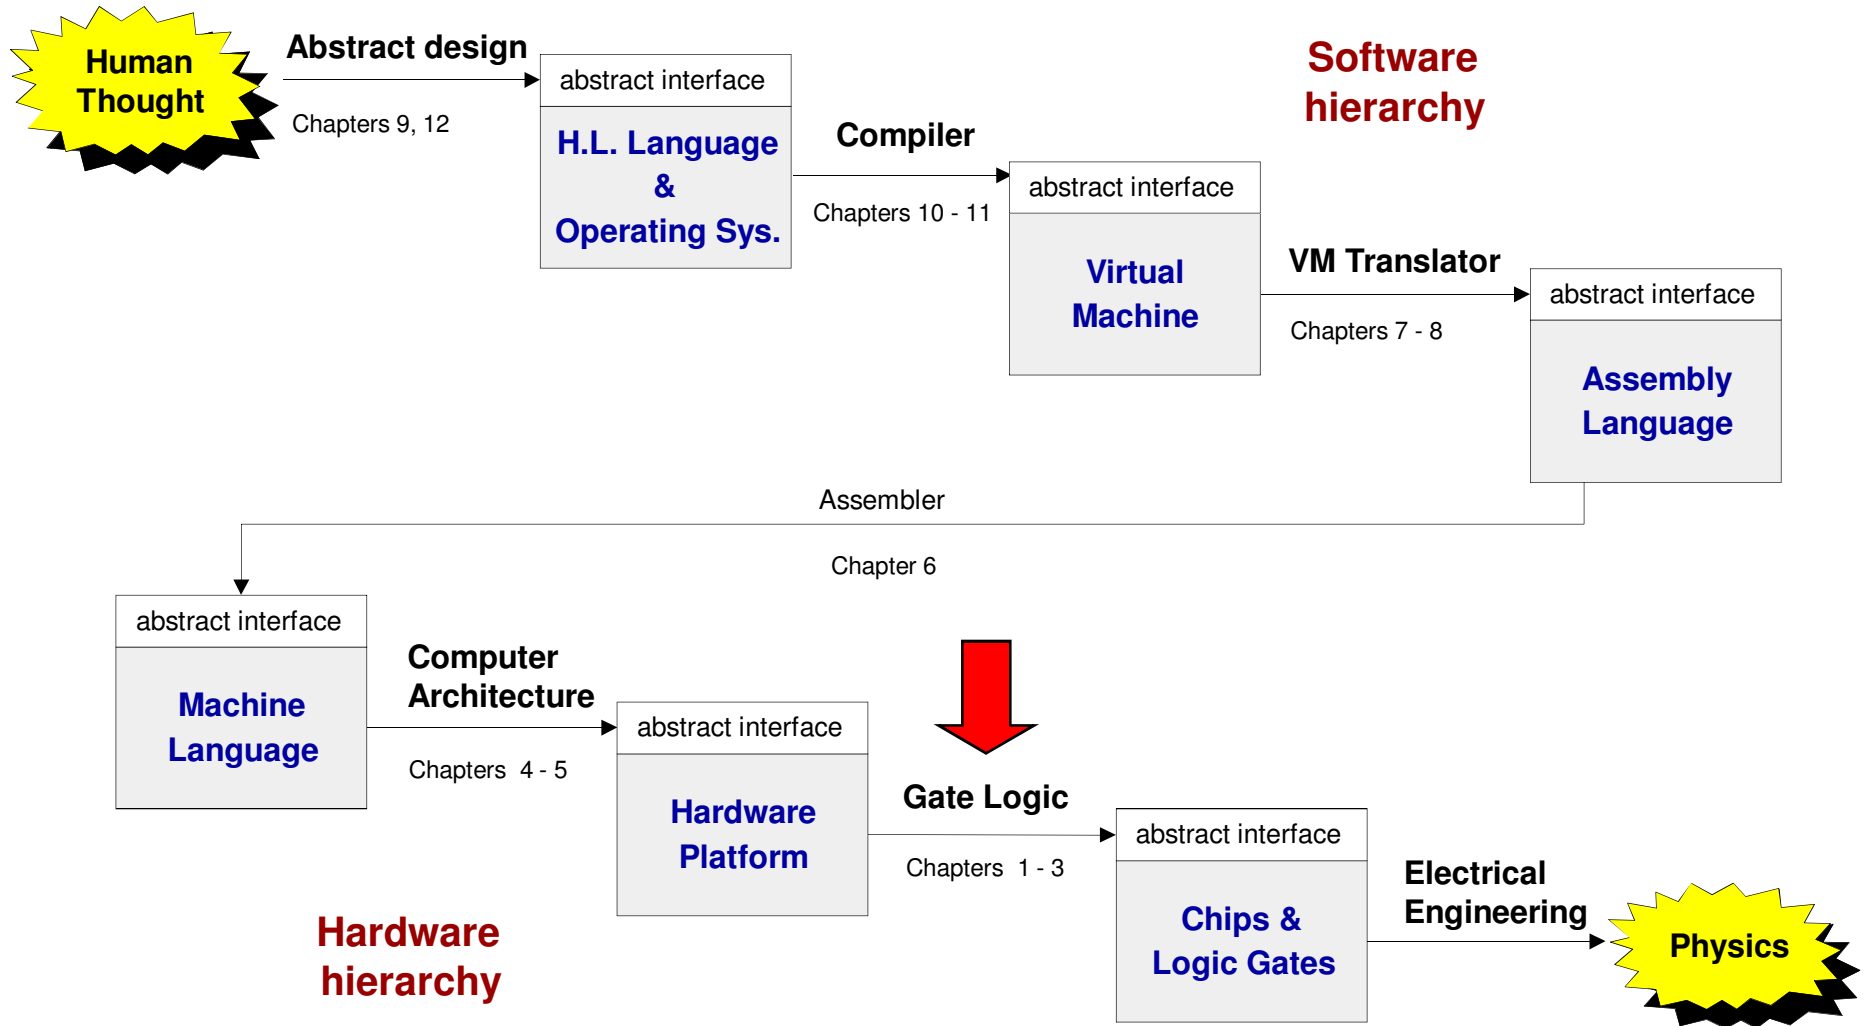 Human
Thought
Abstract design
Chapters 9, 12
abstract interface
H.L. Language
&
Operating Sys.
Compiler
Chapters 10 - 11
abstract interface
Virtual
Machine
Software
hierarchy
VM Translator
Chapters 7 - 8
abstract interface
Assembly
Language
Assembler
Chapter 6
abstract interface
Machine
Language
Computer
Architecture
Chapters 4 - 5
abstract interface
Hardware
Platform
Gate Logic
Chapters 1 - 3
abstract interface
Chips &
Logic Gates
Electrical
Engineering
Physics
Hardware
hierarchy